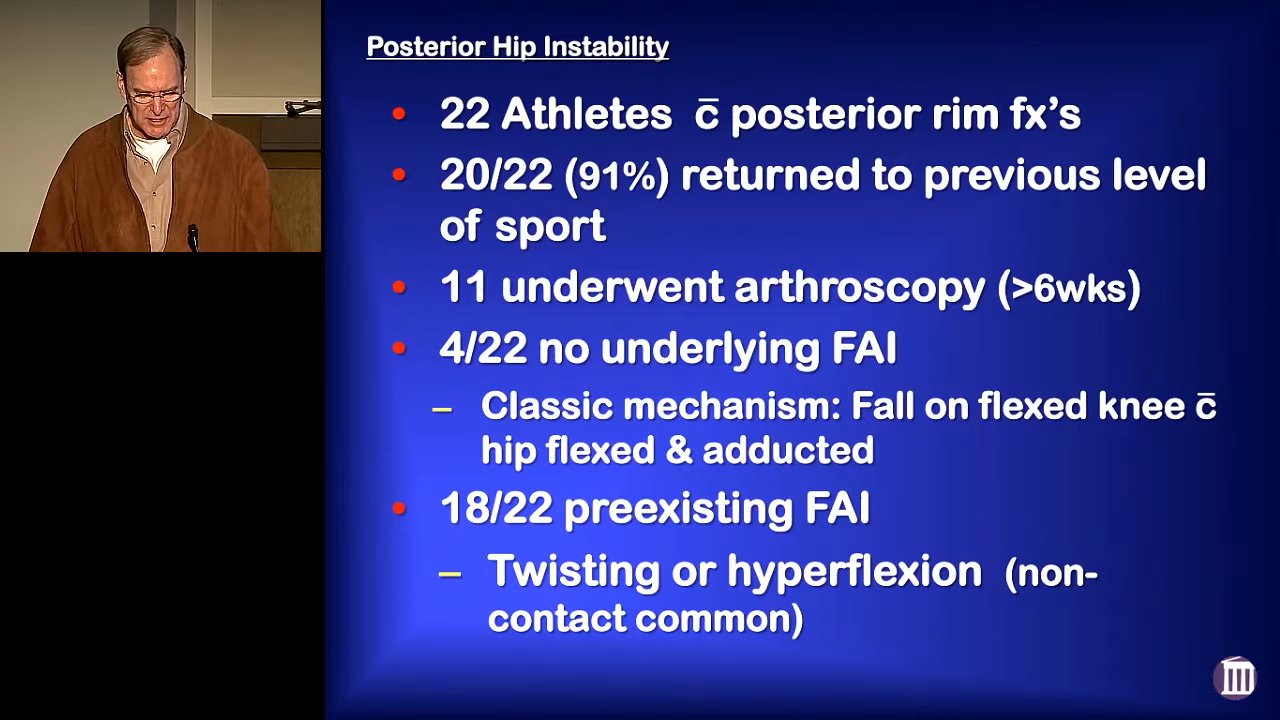 Posterior Hip Instability
• 22 Athletes c̄ posterior rim fx's
• 20/22 (91%) returned to previous level
of sport
• 11 underwent arthroscopy (>6wks)
• 4/22 no underlying FAI
– Classic mechanism: Fall on flexed knee c̄
hip flexed & adducted
• 18/22 preexisting FAI
– Twisting or hyperflexion (non-
contact common)